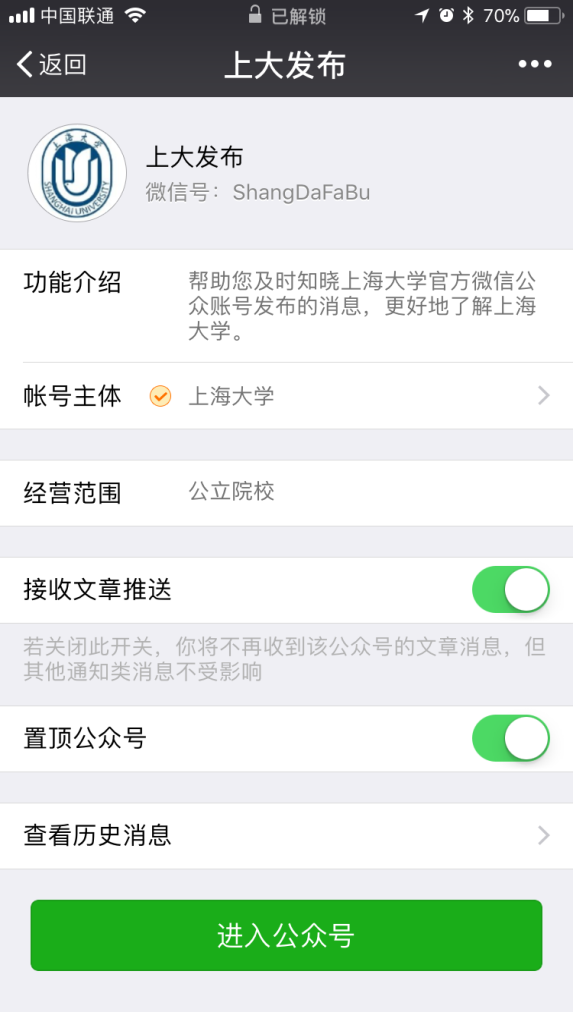 中国联通
已解锁
70%
返回
上大发布
上海大学
SHANGHAI UNIVERSITY
上大发布
微信号：ShangDaFaBu
功能介绍
帮助您及时知晓上海大学官方微信公
众账号发布的消息，更好地了解上海
大学。
帐号主体 上海大学
经营范围 公立院校
接收文章推送
若关闭此开关，你将不再收到该公众号的文章消息，但
其他通知类消息不受影响
置顶公众号
查看历史消息
进入公众号